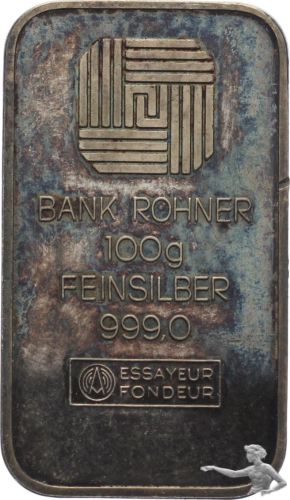 BANK ROHNER
100g
FEINSILBER
999,0
ESSAYEUR
FONDEUR